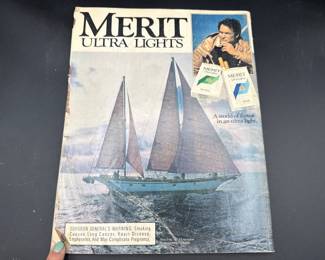 MERIT
ULTRA LIGHTS
MERIT
MERIT
A world of flavor
in an ultra light.
SURGEON GENERAL'S WARNING: Smoking
Causes Lung Cancer, Heart Disease,
Emphysema, And May Complicate Pregnancy.